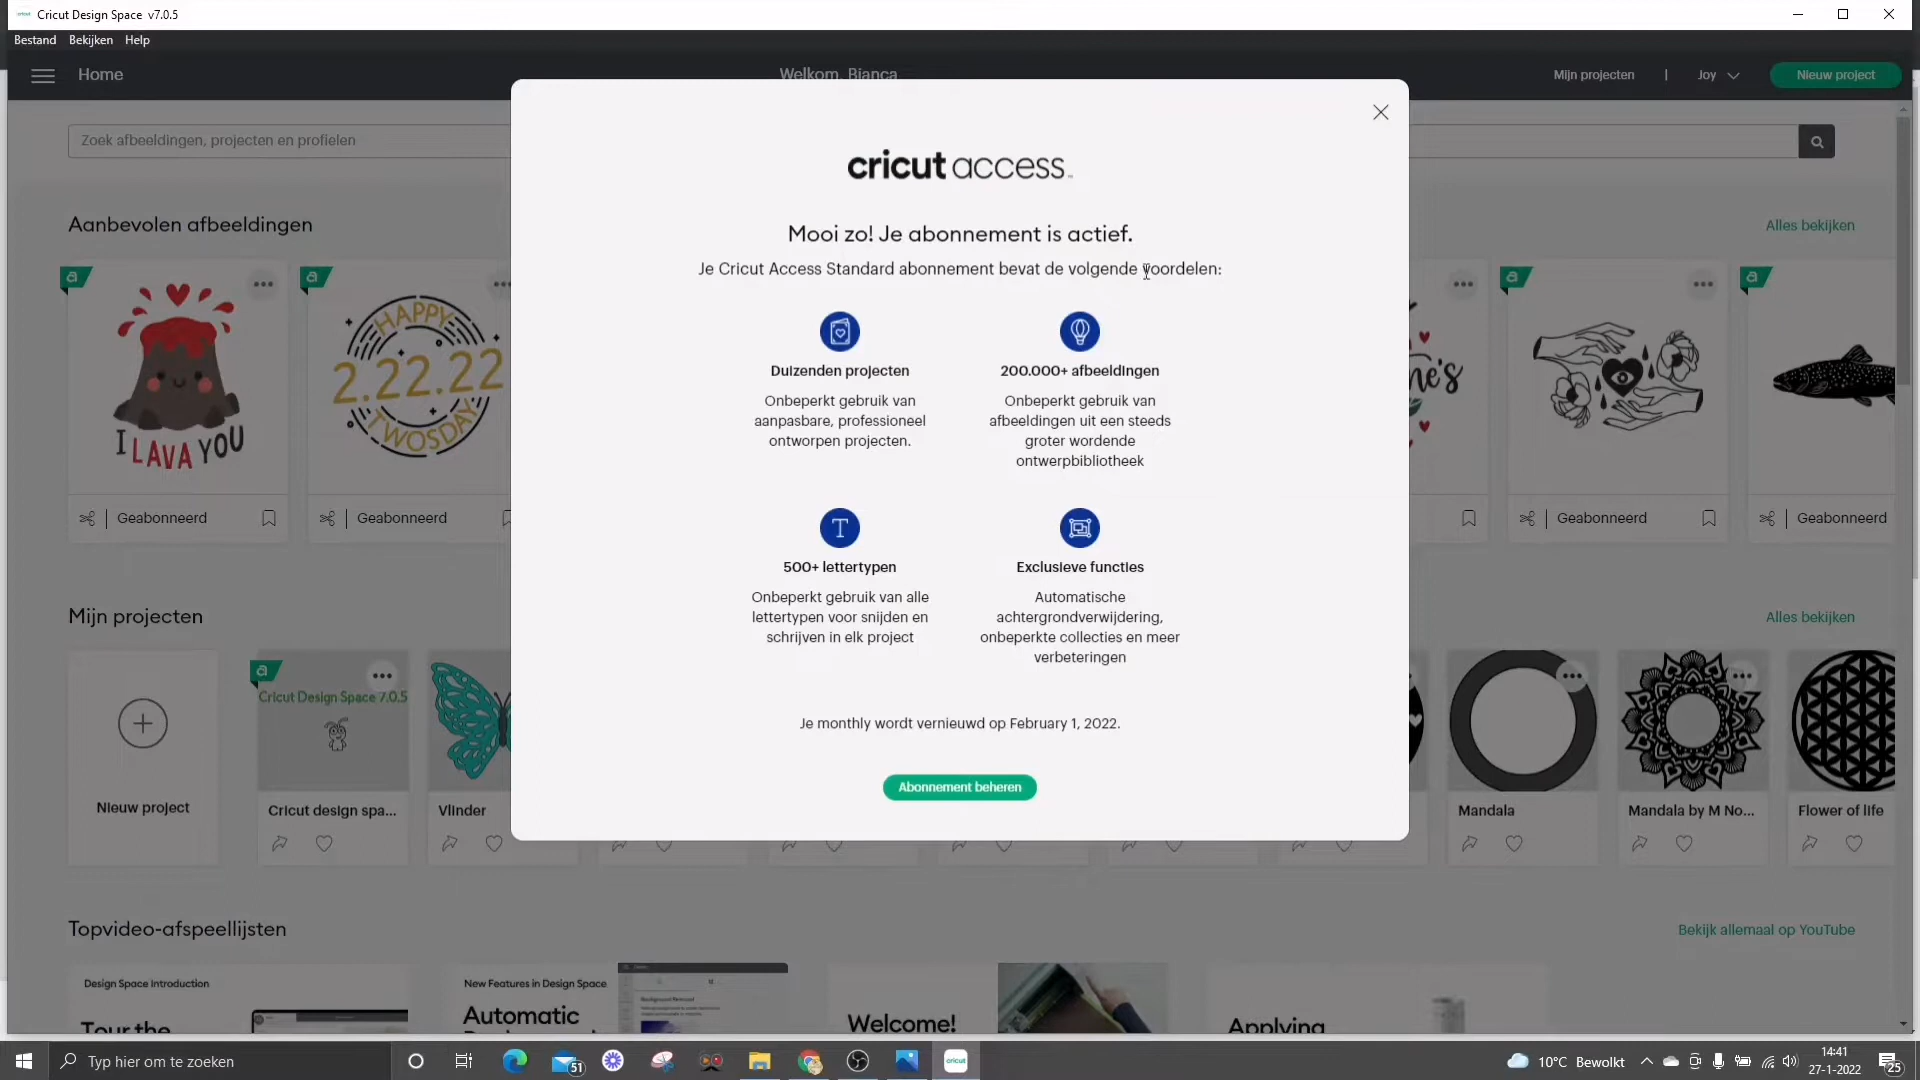 Cricut Design Space v7.0.5
Bestand Bekijken Help
Home
Welkom, Bianca
Mijn projecten | Joy
Nieuw project
Zoek afbeeldingen, projecten en profielen
cricut access
Mooi zo! Je abonnement is actief.
Je Cricut Access Standard abonnement bevat de volgende voordelen:
Duizenden projecten
Onbeperkt gebruik van
aanpasbare, professioneel
ontworpen projecten.
200.000+ afbeeldingen
Onbeperkt gebruik van
afbeeldingen uit een steeds
groter wordende
ontwerpbibliotheek
500+ lettertypen
Onbeperkt gebruik van alle
lettertypen voor snijden en
schrijven in elk project
Exclusieve functies
Automatische
achtergrondverwijdering,
onbeperkte collecties en meer
verbeteringen
Je monthly wordt vernieuwd op February 1, 2022.
Abonnement beheren
Aanbevolen afbeeldingen
Alles bekijken
I LAVA YOU
HAPPY
2.22.22
TWOSDAY
Geabonneerd
Geabonneerd
Geabonneerd
Geabonneerd
Mijn projecten
Alles bekijken
Nieuw project
Cricut Design Space 7.0.5
Cricut design spa...
Vlinder
Mandala
Mandala by M No...
Flower of life
Topvideo-afspeellijsten
Bekijk allemaal op YouTube
Design Space Introduction
Tour the
New Features in Design Space
Automatic
Welcome!
Applying
Typ hier om te zoeken
51
cricut
10°C Bewolkt
14:41
27-1-2022
25